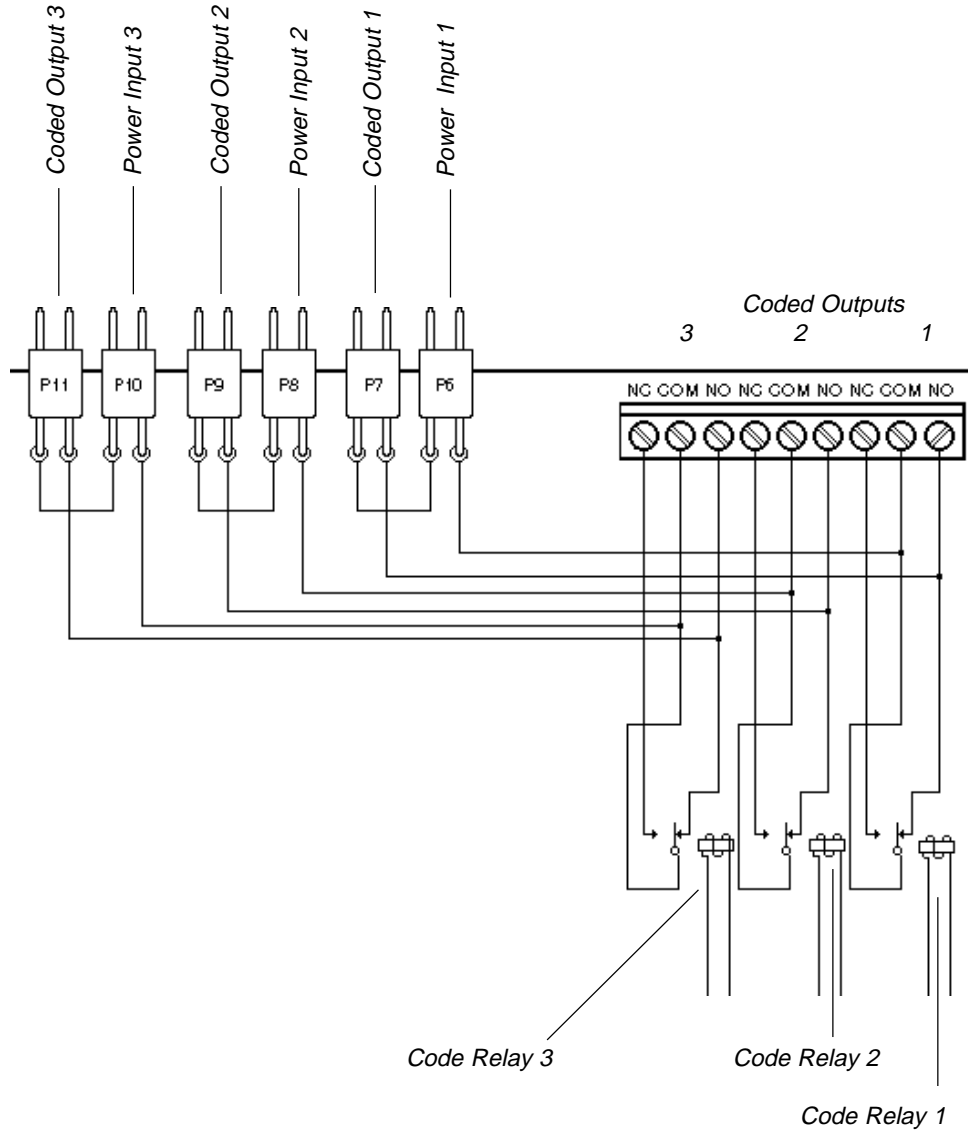 Coded Output 3
Power Input 3
Coded Output 2
Power Input 2
Coded Output 1
Power Input 1
Coded Outputs
3 2 1
P11 P10 P9 P8 P7 P6
NC COM NO NC COM NO NC COM NO
Code Relay 3
Code Relay 2
Code Relay 1